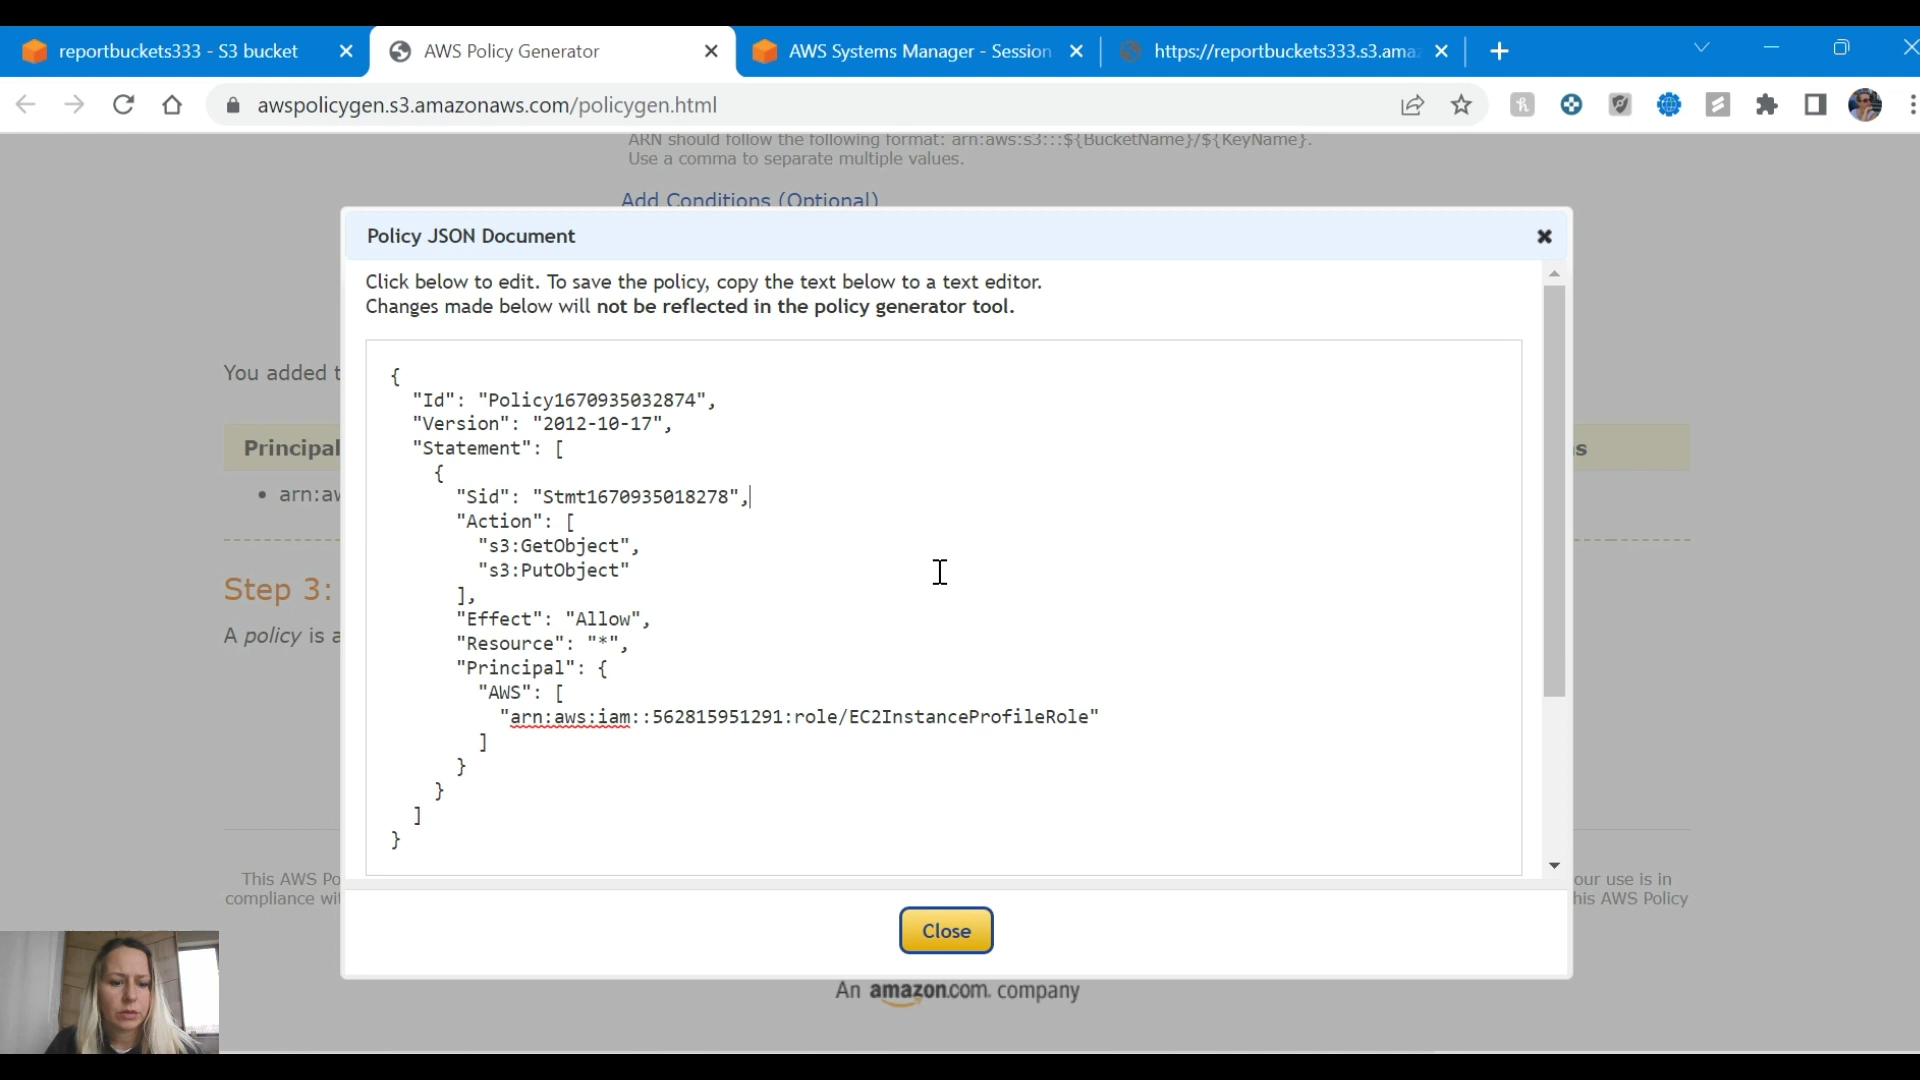 reportbuckets333 - S3 bucket
AWS Policy Generator
AWS Systems Manager - Session
https://reportbuckets333.s3.ama
awspolicygen.s3.amazonaws.com/policygen.html
ARN should follow the following format: arn:aws:s3:::${BucketName}/${KeyName}.
Use a comma to separate multiple values.
Add Conditions (Optional)
Policy JSON Document
Click below to edit. To save the policy, copy the text below to a text editor.
Changes made below will not be reflected in the policy generator tool.
{
"Id": "Policy1670935032874",
"Version": "2012-10-17",
"Statement": [
{
"Sid": "Stmt1670935018278",
"Action": [
"s3:GetObject",
"s3:PutObject"
],
"Effect": "Allow",
"Resource": "*",
"Principal": {
"AWS": [
"arn:aws:iam::562815951291:role/EC2InstanceProfileRole"
]
}
}
]
}
Close
You added t
Principal
s
• arn:aw
Step 3:
A policy is a
This AWS Po
compliance wi
our use is in
his AWS Policy
An amazon.com. company